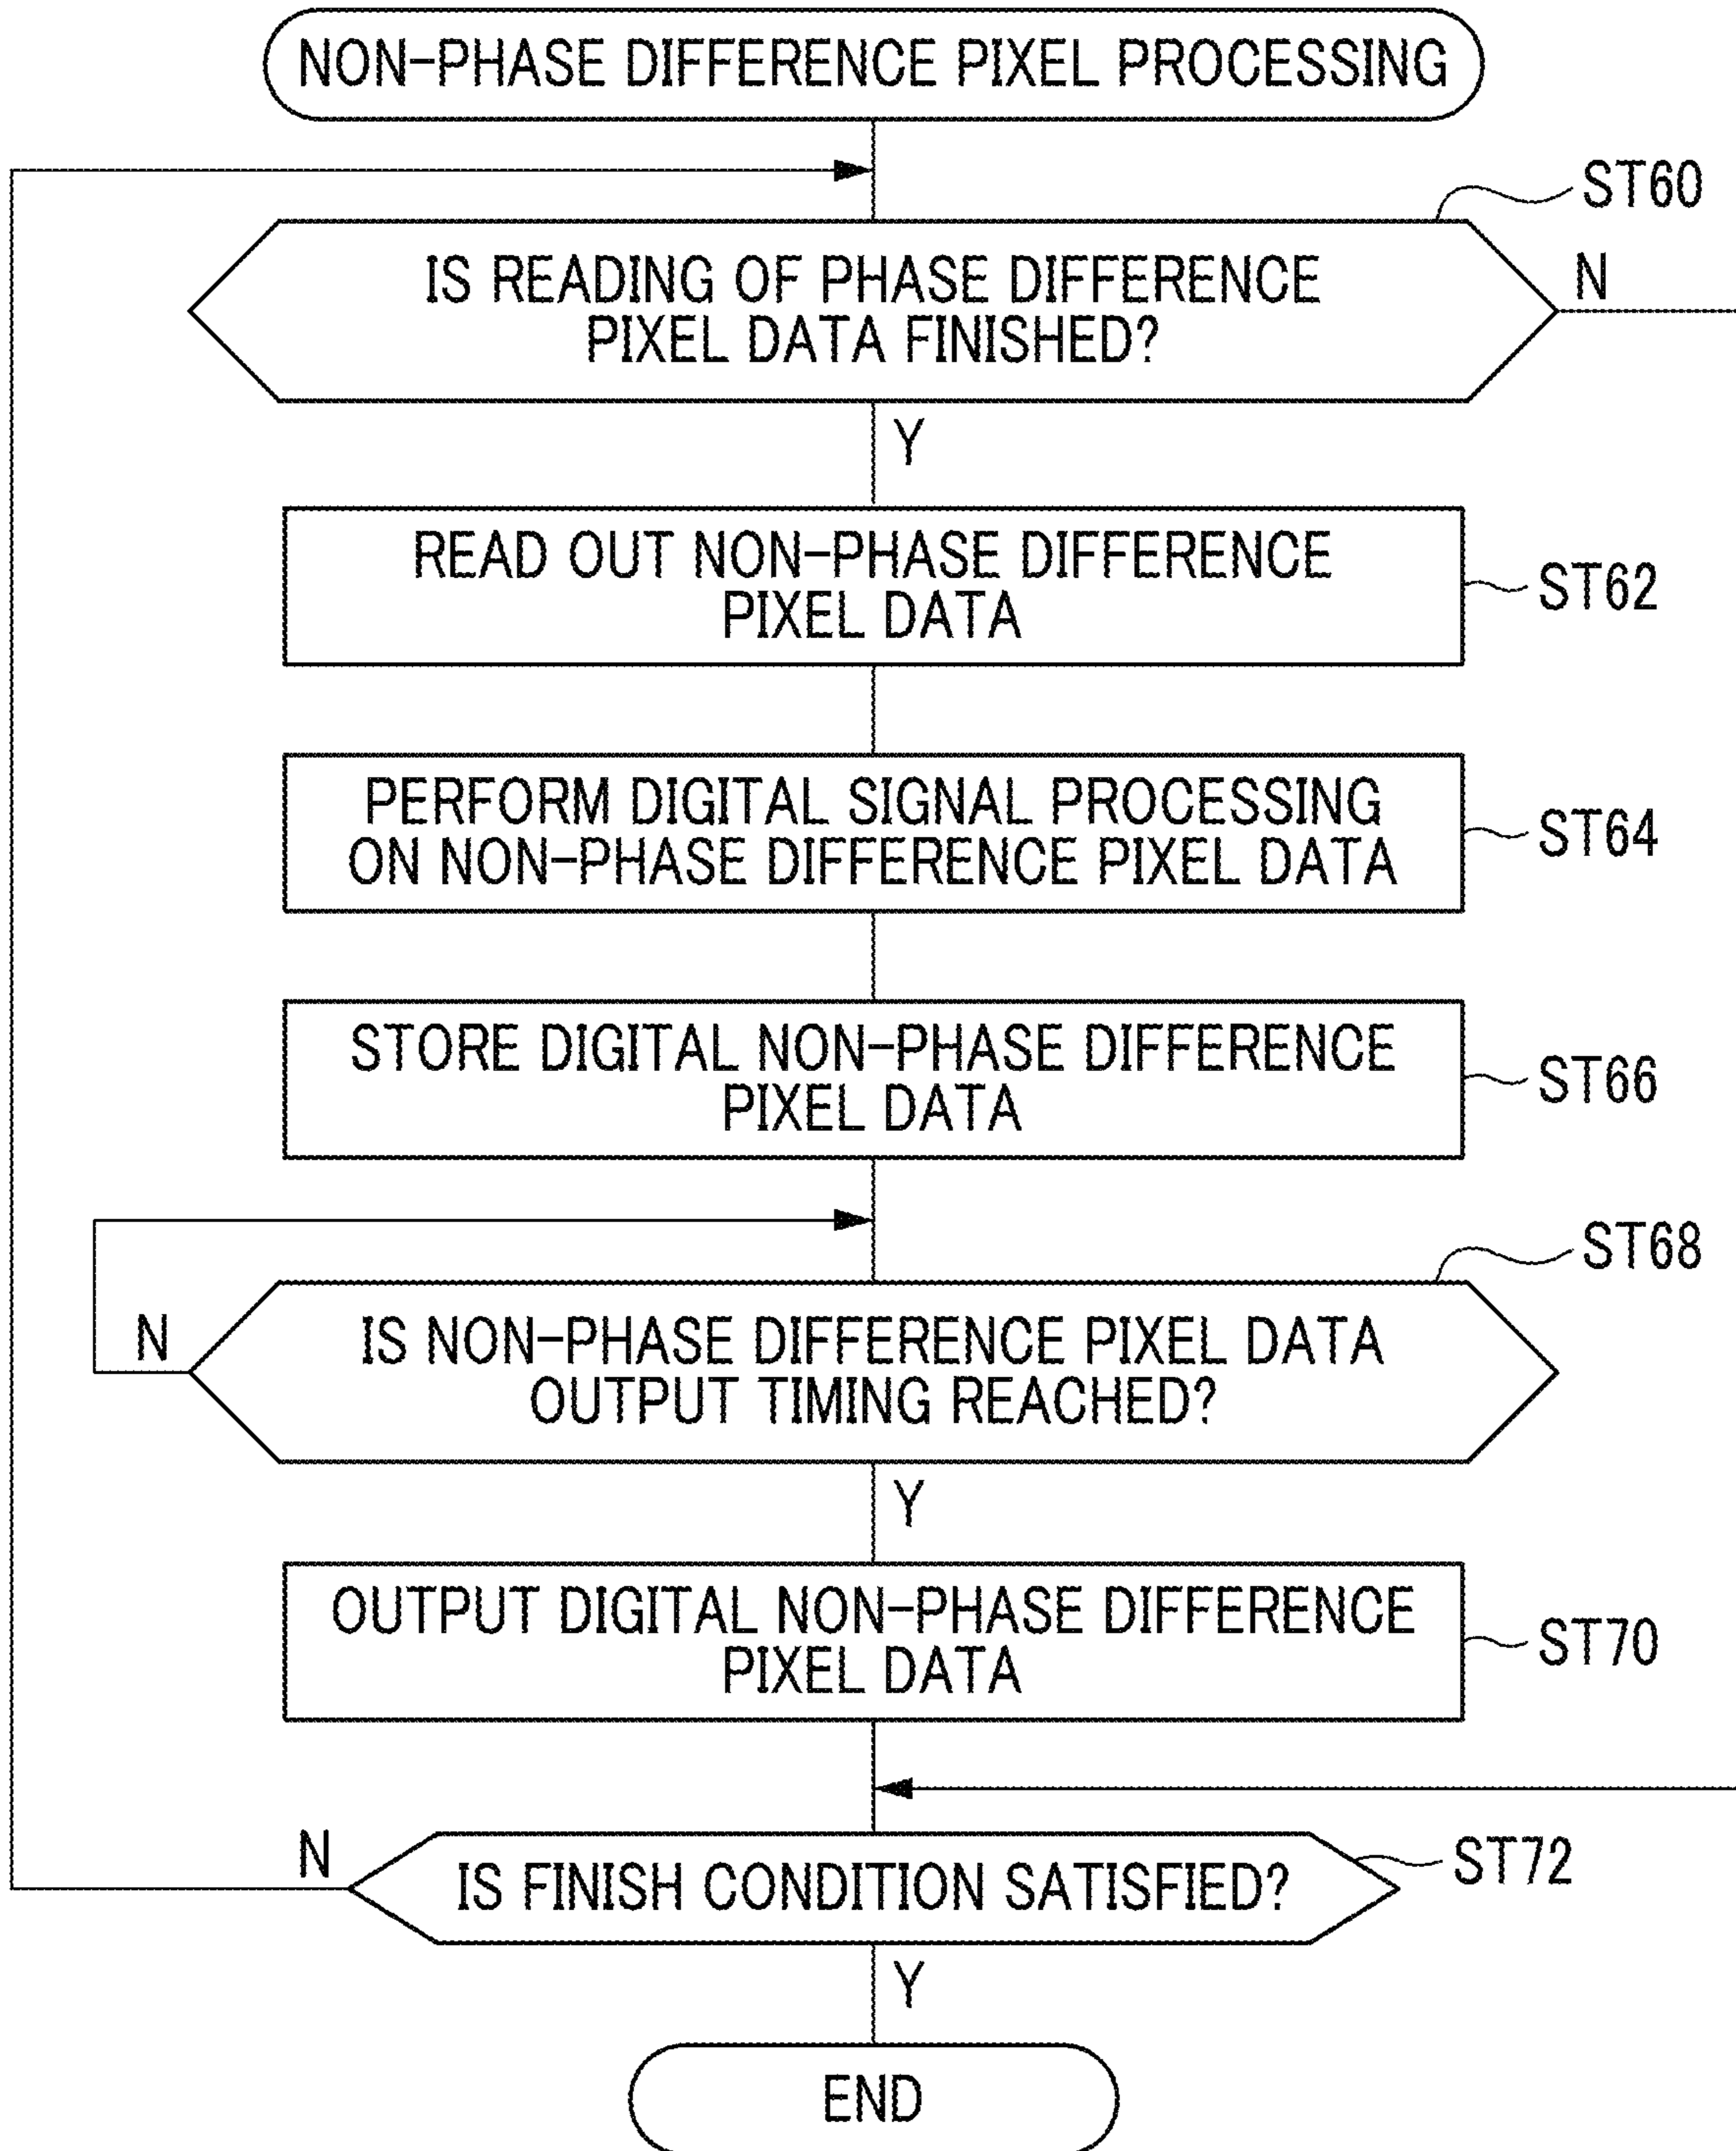 NON-PHASE DIFFERENCE PIXEL PROCESSING
ST60
IS READING OF PHASE DIFFERENCE
PIXEL DATA FINISHED?
N
Y
READ OUT NON-PHASE DIFFERENCE
PIXEL DATA
ST62
PERFORM DIGITAL SIGNAL PROCESSING
ON NON-PHASE DIFFERENCE PIXEL DATA
ST64
STORE DIGITAL NON-PHASE DIFFERENCE
PIXEL DATA
ST66
ST68
N
IS NON-PHASE DIFFERENCE PIXEL DATA
OUTPUT TIMING REACHED?
Y
OUTPUT DIGITAL NON-PHASE DIFFERENCE
PIXEL DATA
ST70
N
IS FINISH CONDITION SATISFIED?
ST72
Y
END